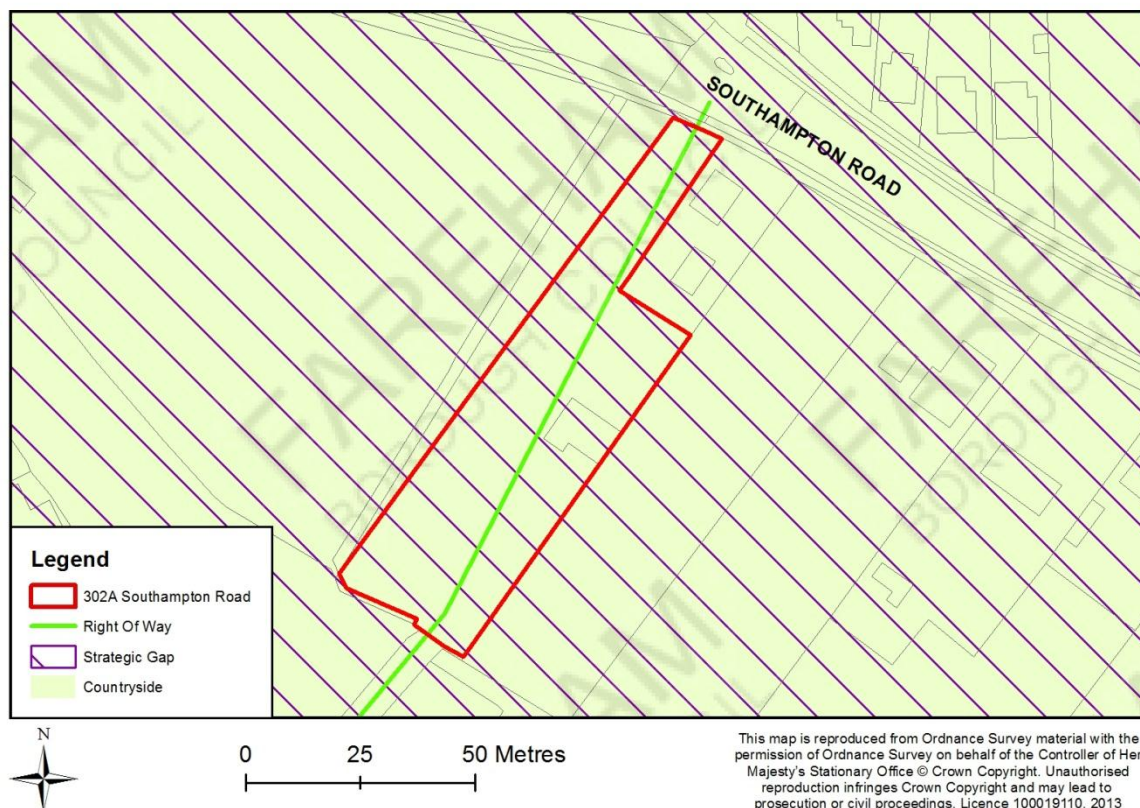 FAREHAM
BOROUGH COUNCIL
SOUTHAMPTON ROAD
Legend
302A Southampton Road
Right Of Way
Strategic Gap
Countryside
N
0 25 50 Metres
This map is reproduced from Ordnance Survey material with the
permission of Ordnance Survey on behalf of the Controller of Her
Majesty's Stationary Office © Crown Copyright. Unauthorised
reproduction infringes Crown Copyright and may lead to
prosecution or civil proceedings. Licence 100019110. 2013